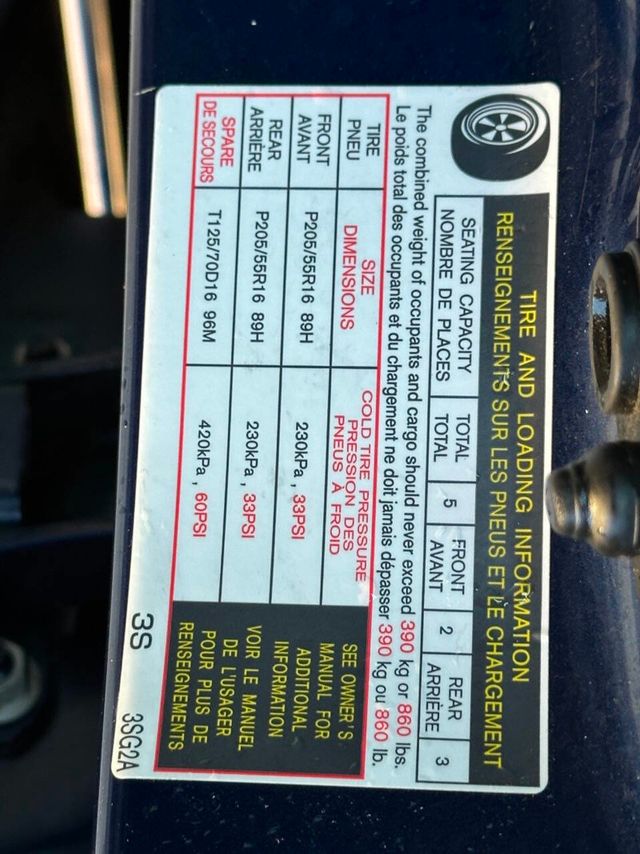 TIRE AND LOADING INFORMATION
RENSEIGNEMENTS SUR LES PNEUS ET LE CHARGEMENT
SEATING CAPACITY TOTAL 5 FRONT 2 REAR 3
NOMBRE DE PLACES TOTAL AVANT ARRIÈRE
The combined weight of occupants and cargo should never exceed 390 kg or 860 lbs.
Le poids total des occupants et du chargement ne doit jamais dépasser 390 kg ou 860 lb.
TIRE
PNEU
SIZE
DIMENSIONS
COLD TIRE PRESSURE
PRESSION DES
PNEUS À FROID
FRONT
AVANT
P205/55R16 89H
230kPa, 33PSI
REAR
ARRIÈRE
P205/55R16 89H
230kPa, 33PSI
SPARE
DE SECOURS
T125/70D16 96M
420kPa, 60PSI
SEE OWNER'S
MANUAL FOR
ADDITIONAL
INFORMATION
VOIR LE MANUEL
DE L'USAGER
POUR PLUS DE
RENSEIGNEMENTS
3S 3SG2A